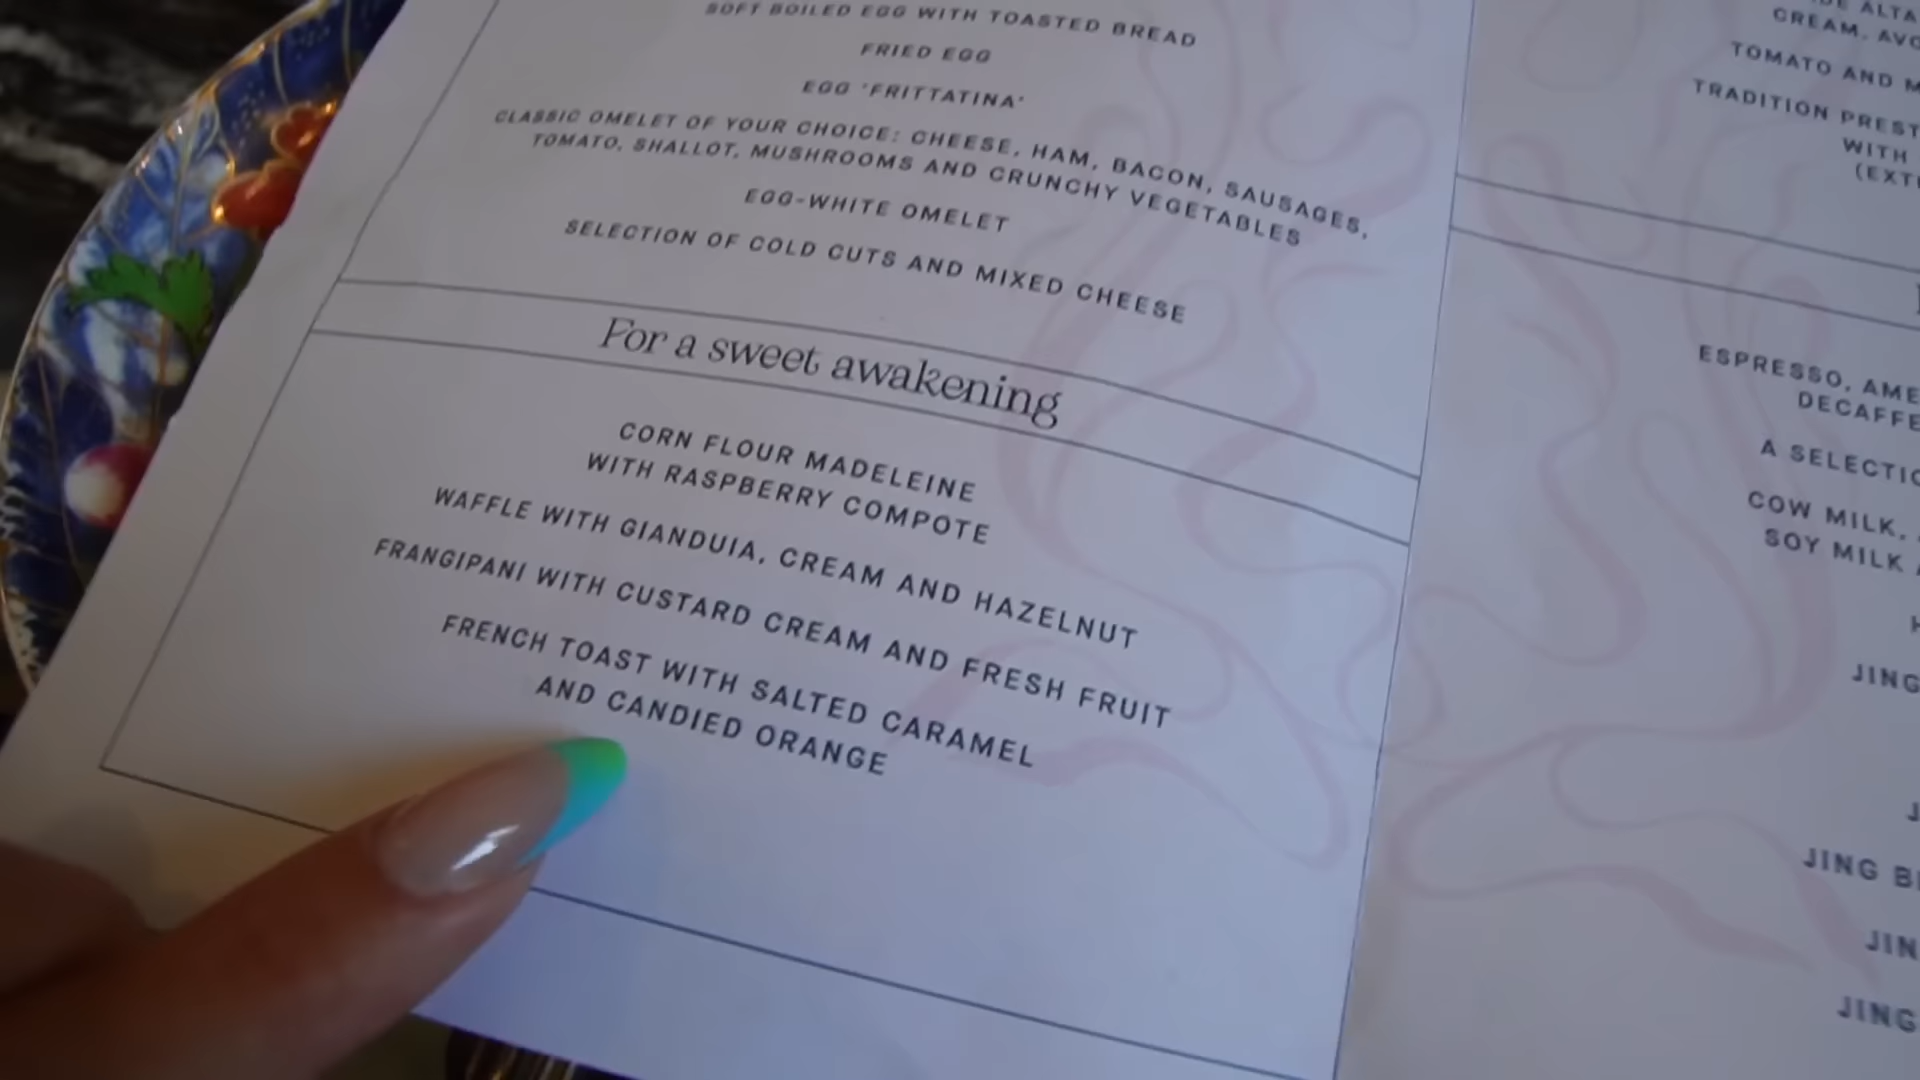 SOFT BOILED EGG WITH TOASTED BREAD
FRIED EGG
EGG 'FRITTATINA'
CLASSIC OMELET OF YOUR CHOICE: CHEESE, HAM, BACON, SAUSAGES,
TOMATO, SHALLOT, MUSHROOMS AND CRUNCHY VEGETABLES
EGG-WHITE OMELET
SELECTION OF COLD CUTS AND MIXED CHEESE
For a sweet awakening
CORN FLOUR MADELEINE
WITH RASPBERRY COMPOTE
WAFFLE WITH GIANDUIA, CREAM AND HAZELNUT
FRANGIPANI WITH CUSTARD CREAM AND FRESH FRUIT
FRENCH TOAST WITH SALTED CARAMEL
AND CANDIED ORANGE
CREAM,
TOMATO AND
TRADITION
WITH
ESPRESSO,
A
COW MILK,
SOY MILK
JING
JING
JING